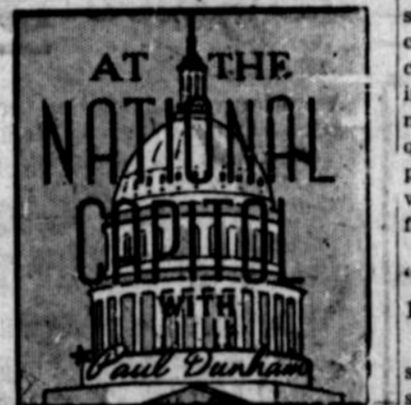 AT THE
NATIONAL
CAPITOL
WITH
Paul Dunham